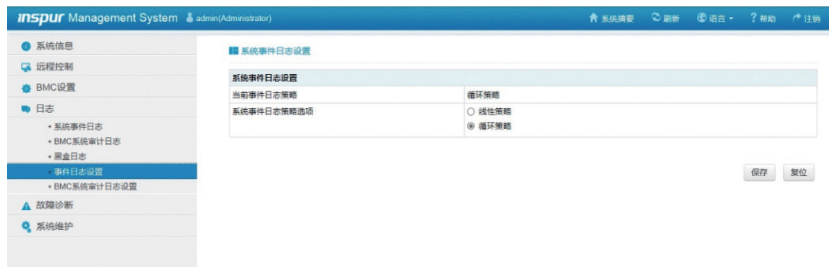 inspur Management System admin(Administrator) 系统摘要 刷新 语言 帮助 注销
系统信息
远程控制
BMC设置
日志
系统事件日志
BMC系统审计日志
黑盒日志
事件日志设置
BMC系统审计日志设置
故障诊断
系统维护
系统事件日志设置
系统事件日志设置
当前事件日志策略 循环策略
系统事件日志策略选项 线性策略
循环策略
保存 复位